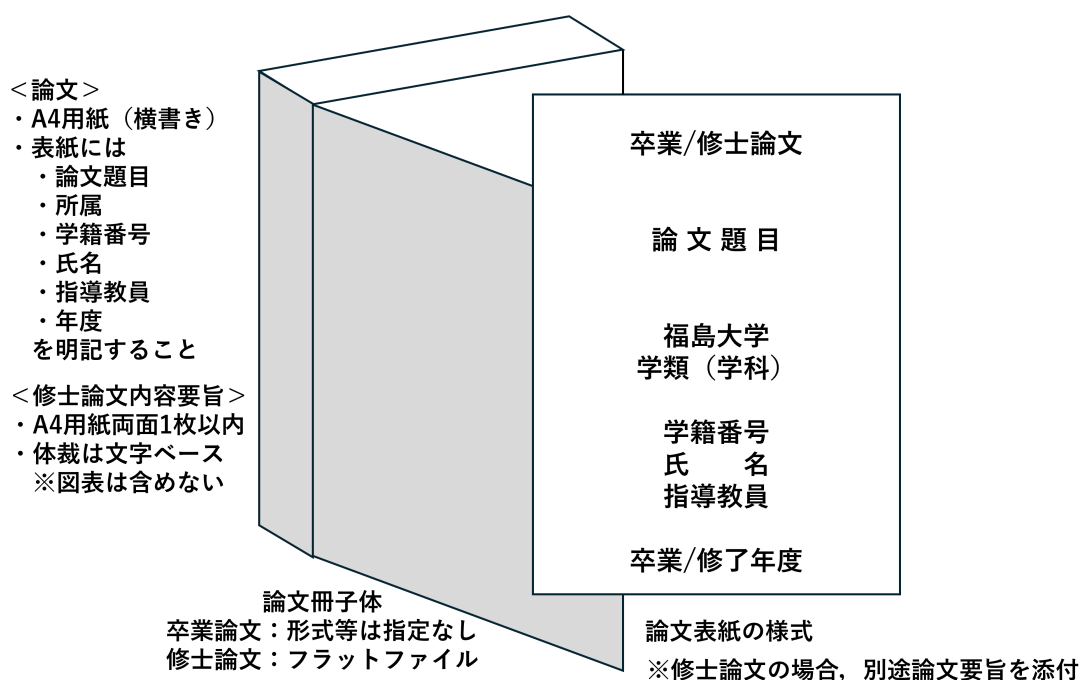 ＜論文＞
・A4用紙（横書き）
・表紙には
・論文題目
・所属
・学籍番号
・氏名
・指導教員
・年度
を明記すること
＜修士論文内容要旨＞
・A4用紙両面1枚以内
・体裁は文字ベース
※図表は含めない
卒業/修士論文
論 文 題 目
福島大学
学類（学科）
学籍番号
氏　　名
指導教員
卒業/修了年度
論文冊子体
卒業論文：形式等は指定なし
修士論文：フラットファイル
論文表紙の様式
※修士論文の場合，別途論文要旨を添付